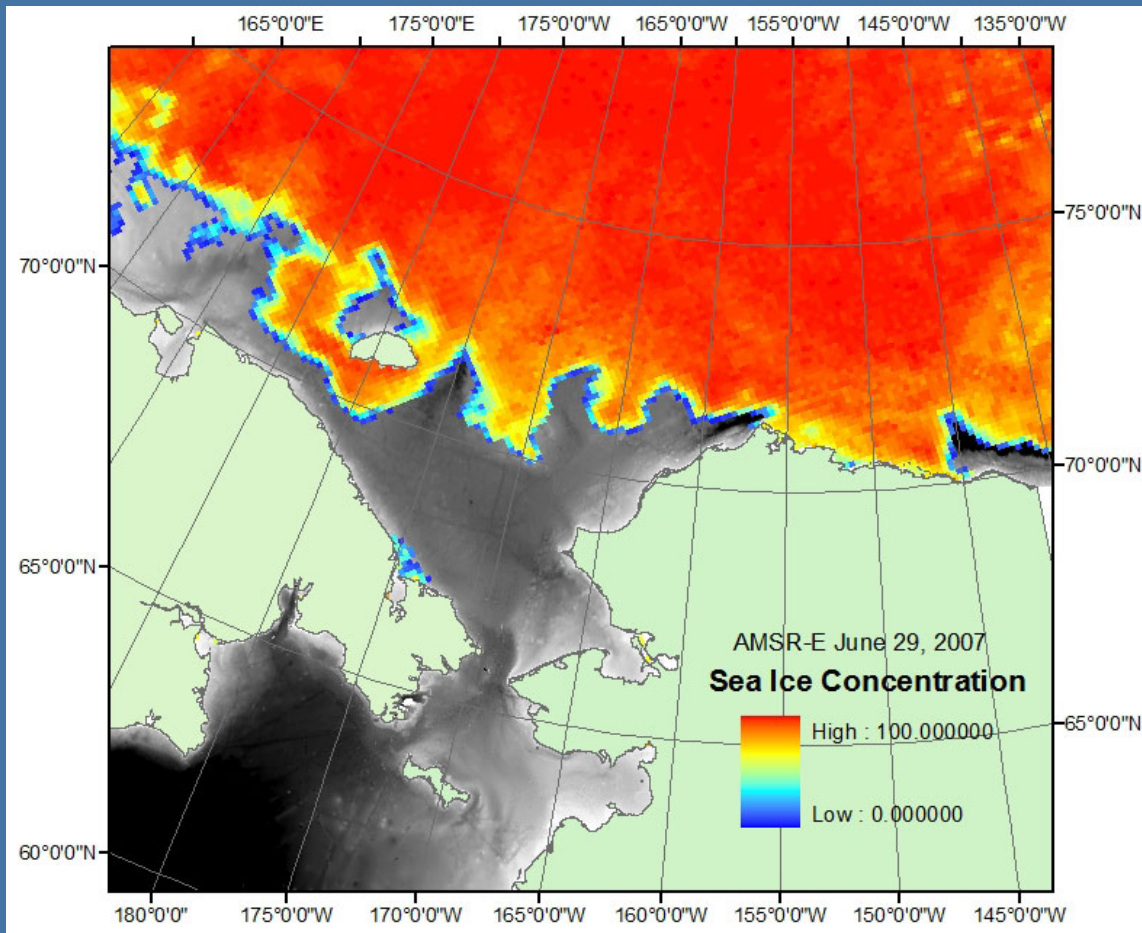 165°0'0"E 175°0'0"E 175°0'0"W 165°0'0"W 155°0'0"W 145°0'0"W 135°0'0"W
75°0'0"N
70°0'0"N
70°0'0"N
65°0'0"N
AMSR-E June 29, 2007
Sea Ice Concentration
High : 100.000000
65°0'0"N
Low : 0.000000
60°0'0"N
180°0'0" 175°0'0"W 170°0'0"W 165°0'0"W 160°0'0"W 155°0'0"W 150°0'0"W 145°0'0"W